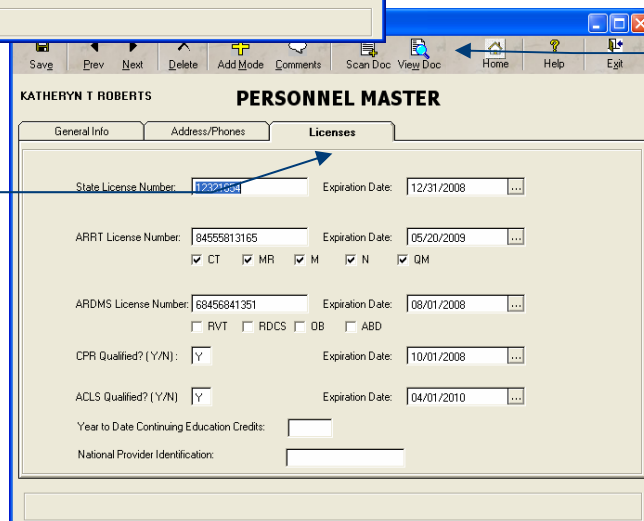 Save Prev Next Delete Add Mode Comments Scan Doc View Doc Home Help Exit
KATHERYN T ROBERTS PERSONNEL MASTER
General Info Address/Phones Licenses
State License Number: 12321654 Expiration Date: 12/31/2008 ...
ARRT License Number: 84555813165 Expiration Date: 05/20/2009 ...
CT MR M N QM
ARDMS License Number: 68456841351 Expiration Date: 08/01/2008 ...
RVT RDCS OB ABD
CPR Qualified? (Y/N): Y Expiration Date: 10/01/2008 ...
ACLS Qualified? (Y/N) Y Expiration Date: 04/01/2010 ...
Year to Date Continuing Education Credits:
National Provider Identification: